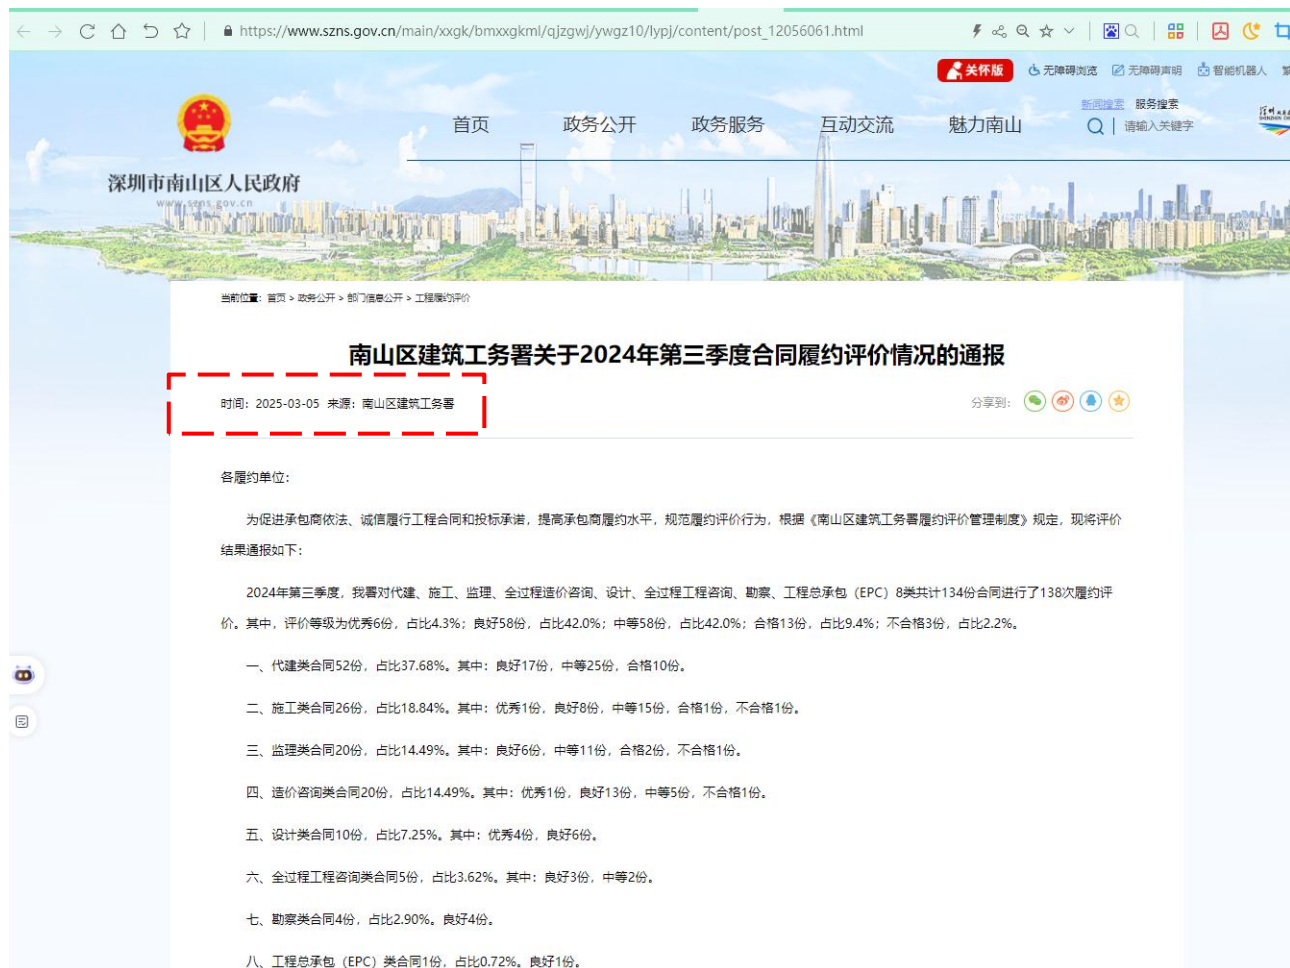 https://www.szns.gov.cn/main/xxgk/bmxxgkml/qjzgwj/ywgz10/lypj/content/post_12056061.html
关怀版 无障碍浏览 无障碍声明 智能机器人
新闻搜索 服务搜索
首页 政务公开 政务服务 互动交流 魅力南山 请输入关键字
深圳市南山区人民政府
www.szns.gov.cn
当前位置：首页 > 政务公开 > 部门信息公开 > 工程履约评价
南山区建筑工务署关于2024年第三季度合同履约评价情况的通报
时间：2025-03-05 来源：南山区建筑工务署 分享到：
各履约单位：
为促进承包商依法、诚信履行工程合同和投标承诺，提高承包商履约水平，规范履约评价行为，根据《南山区建筑工务署履约评价管理制度》规定，现将评价
结果通报如下：
2024年第三季度，我署对代建、施工、监理、全过程造价咨询、设计、全过程工程咨询、勘察、工程总承包（EPC）8类共计134份合同进行了138次履约评
价。其中，评价等级为优秀6份，占比4.3%；良好58份，占比42.0%；中等58份，占比42.0%；合格13份，占比9.4%；不合格3份，占比2.2%。
一、代建类合同52份，占比37.68%。其中：良好17份，中等25份，合格10份。
二、施工类合同26份，占比18.84%。其中：优秀1份，良好8份，中等15份，合格1份，不合格1份。
三、监理类合同20份，占比14.49%。其中：良好6份，中等11份，合格2份，不合格1份。
四、造价咨询类合同20份，占比14.49%。其中：优秀1份，良好13份，中等5份，不合格1份。
五、设计类合同10份，占比7.25%。其中：优秀4份，良好6份。
六、全过程工程咨询类合同5份，占比3.62%。其中：良好3份，中等2份。
七、勘察类合同4份，占比2.90%。良好4份。
八、工程总承包（EPC）类合同1份，占比0.72%。良好1份。